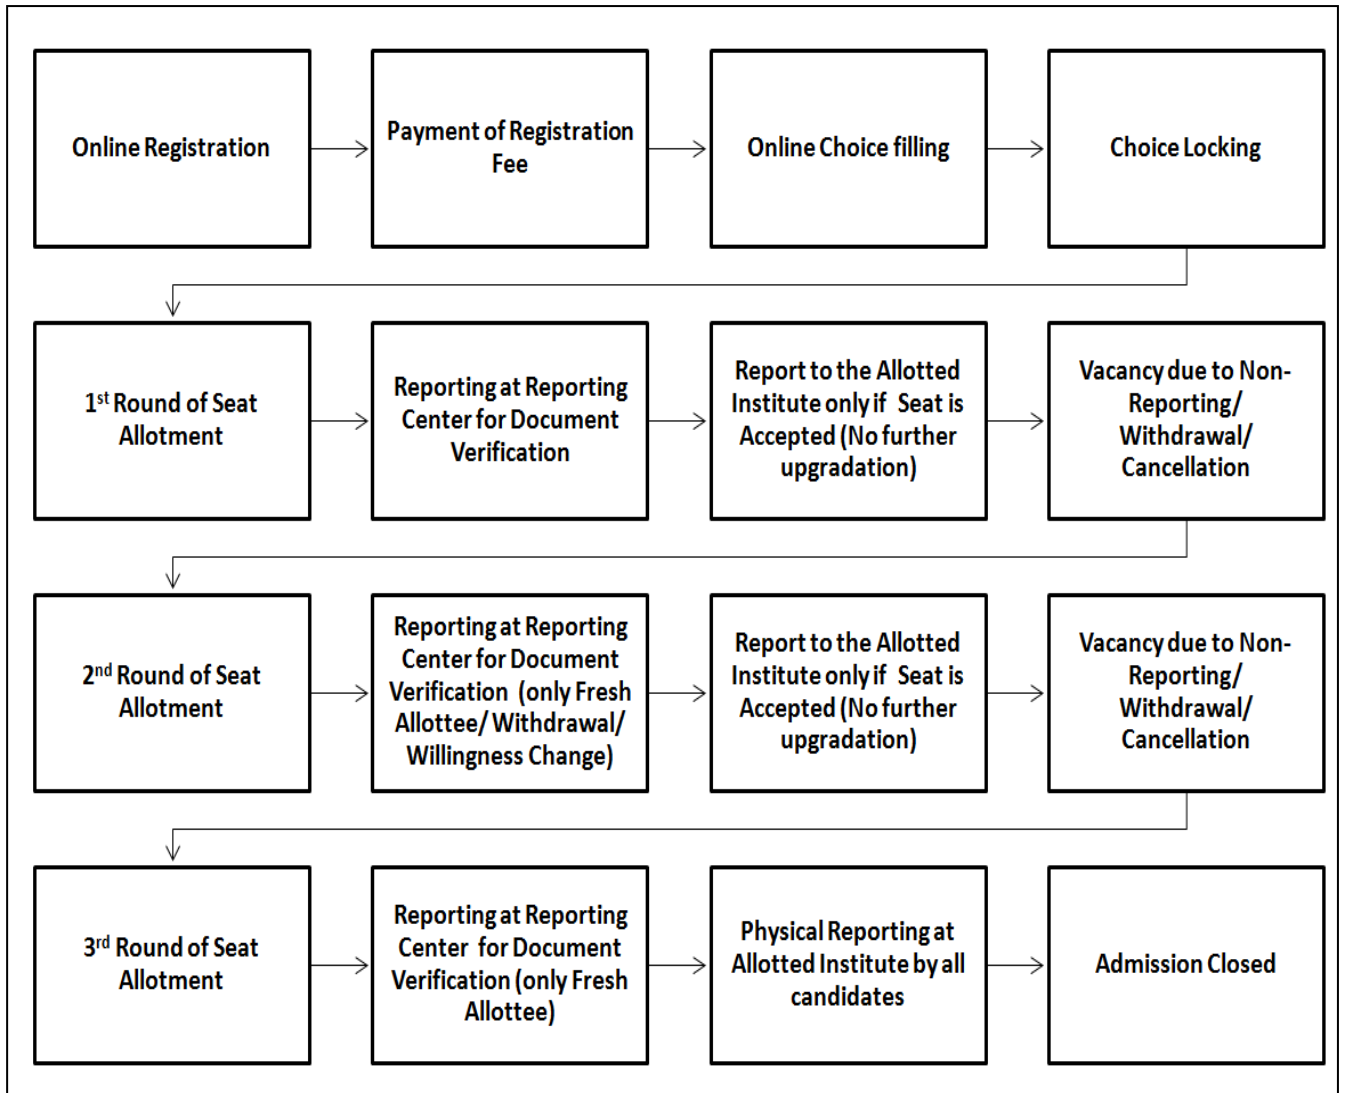 Online Registration
Payment of Registration
Fee
Online Choice filling
Choice Locking
1st Round of Seat
Allotment
Reporting at Reporting
Center for Document
Verification
Report to the Allotted
Institute only if Seat is
Accepted (No further
upgradation)
Vacancy due to Non-
Reporting/
Withdrawal/
Cancellation
2nd Round of Seat
Allotment
Reporting at Reporting
Center for Document
Verification (only Fresh
Allottee/ Withdrawal/
Willingness Change)
Report to the Allotted
Institute only if Seat is
Accepted (No further
upgradation)
Vacancy due to Non-
Reporting/
Withdrawal/
Cancellation
3rd Round of Seat
Allotment
Reporting at Reporting
Center for Document
Verification (only Fresh
Allottee)
Physical Reporting at
Allotted Institute by all
candidates
Admission Closed